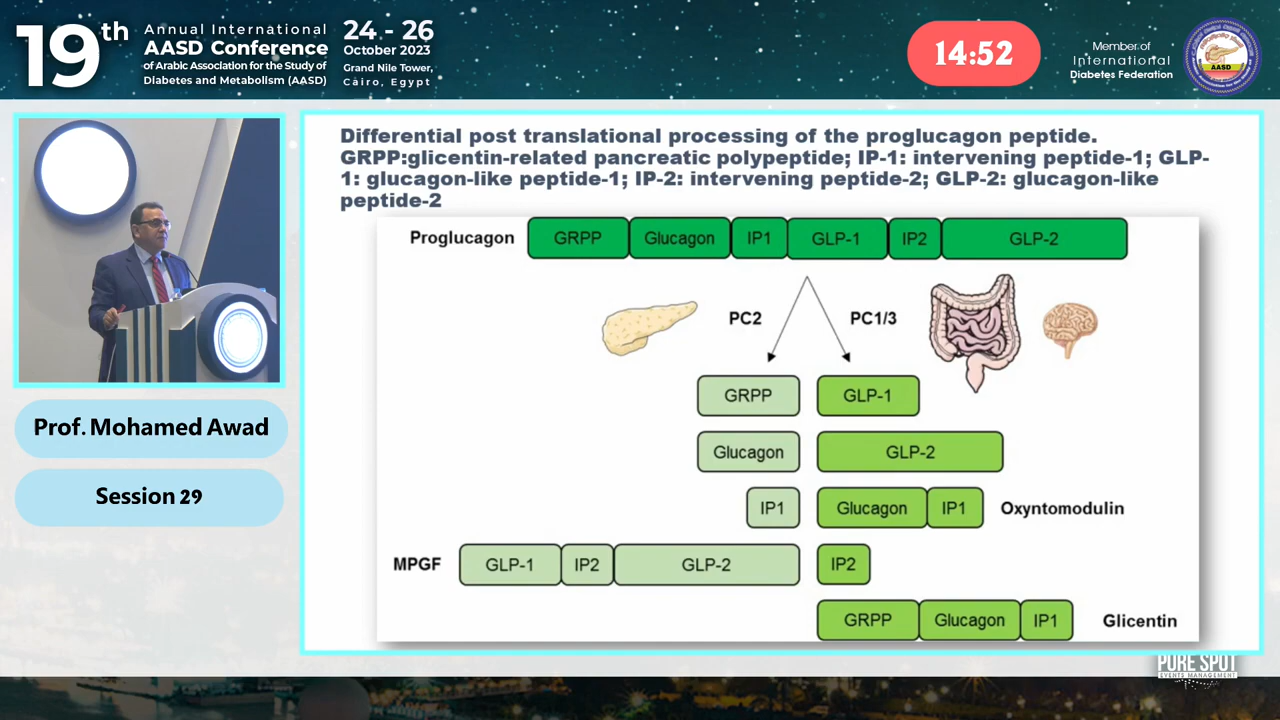 19th
Annual International
AASD Conference
of Arabic Association for the Study of
Diabetes and Metabolism (AASD)
24 - 26
October 2023
Grand Nile Tower,
Cairo, Egypt
14:52
Member of
International
Diabetes Federation
AASD
Differential post translational processing of the proglucagon peptide.
GRPP:glicentin-related pancreatic polypeptide; IP-1: intervening peptide-1; GLP-
1: glucagon-like peptide-1; IP-2: intervening peptide-2; GLP-2: glucagon-like
peptide-2
Proglucagon GRPP Glucagon IP1 GLP-1 IP2 GLP-2
PC2 PC1/3
GRPP GLP-1
Glucagon GLP-2
IP1 Glucagon IP1 Oxyntomodulin
MPGF GLP-1 IP2 GLP-2 IP2
GRPP Glucagon IP1 Glicentin
Prof. Mohamed Awad
Session 29
PURE SPOT
EVENTS MANAGEMENT